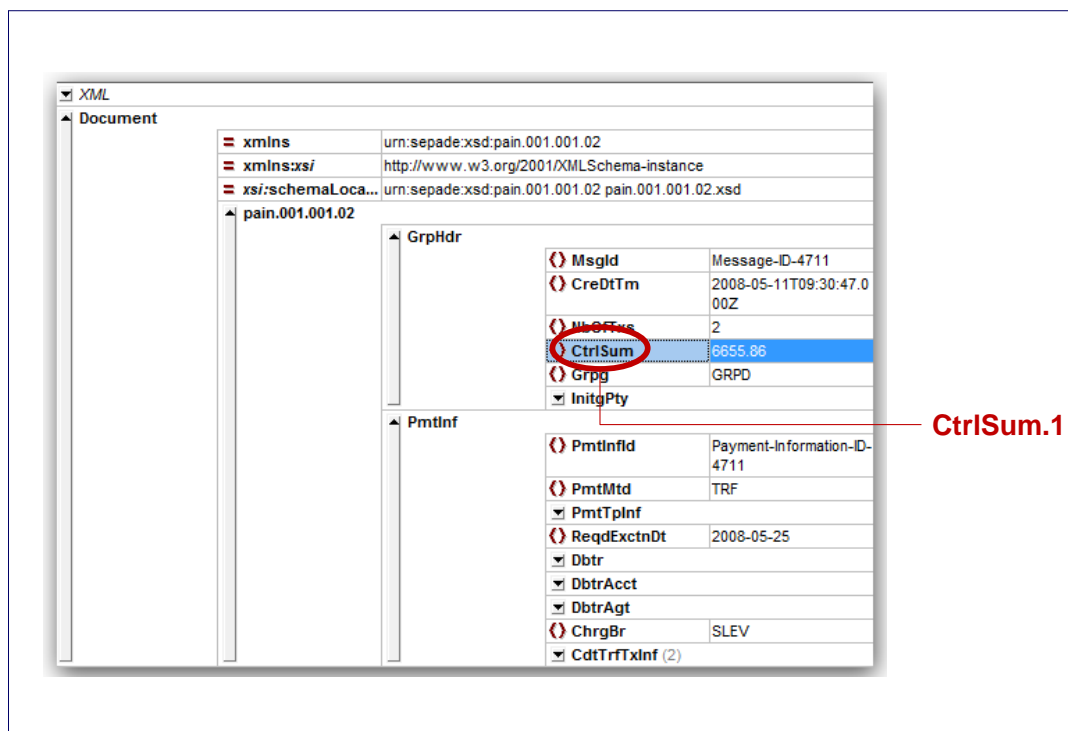 XML
Document
xmlns urn:sepade:xsd:pain.001.001.02
xmlns:xsi http://www.w3.org/2001/XMLSchema-instance
xsi:schemaLoca... urn:sepade:xsd:pain.001.001.02 pain.001.001.02.xsd
pain.001.001.02
GrpHdr
MsgId Message-ID-4711
CreDtTm 2008-05-11T09:30:47.0
00Z
NbOfTxs 2
CtrlSum 6655.86
Grpg GRPD
InitgPty
PmtInf
CtrlSum.1
PmtInfId Payment-Information-ID-
4711
PmtMtd TRF
PmtTpInf
ReqdExctnDt 2008-05-25
Dbtr
DbtrAcct
DbtrAgt
ChrgBr SLEV
CdtTrfTxInf (2)